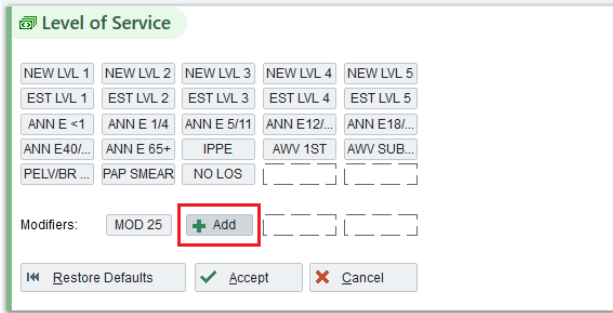 Level of Service
NEW LVL 1 NEW LVL 2 NEW LVL 3 NEW LVL 4 NEW LVL 5
EST LVL 1 EST LVL 2 EST LVL 3 EST LVL 4 EST LVL 5
ANN E <1 ANN E 1/4 ANN E 5/11 ANN E12/... ANN E18/...
ANN E40/... ANN E 65+ IPPE AWV 1ST AWV SUB...
PELV/BR ... PAP SMEAR NO LOS
Modifiers: MOD 25 Add
Restore Defaults Accept Cancel